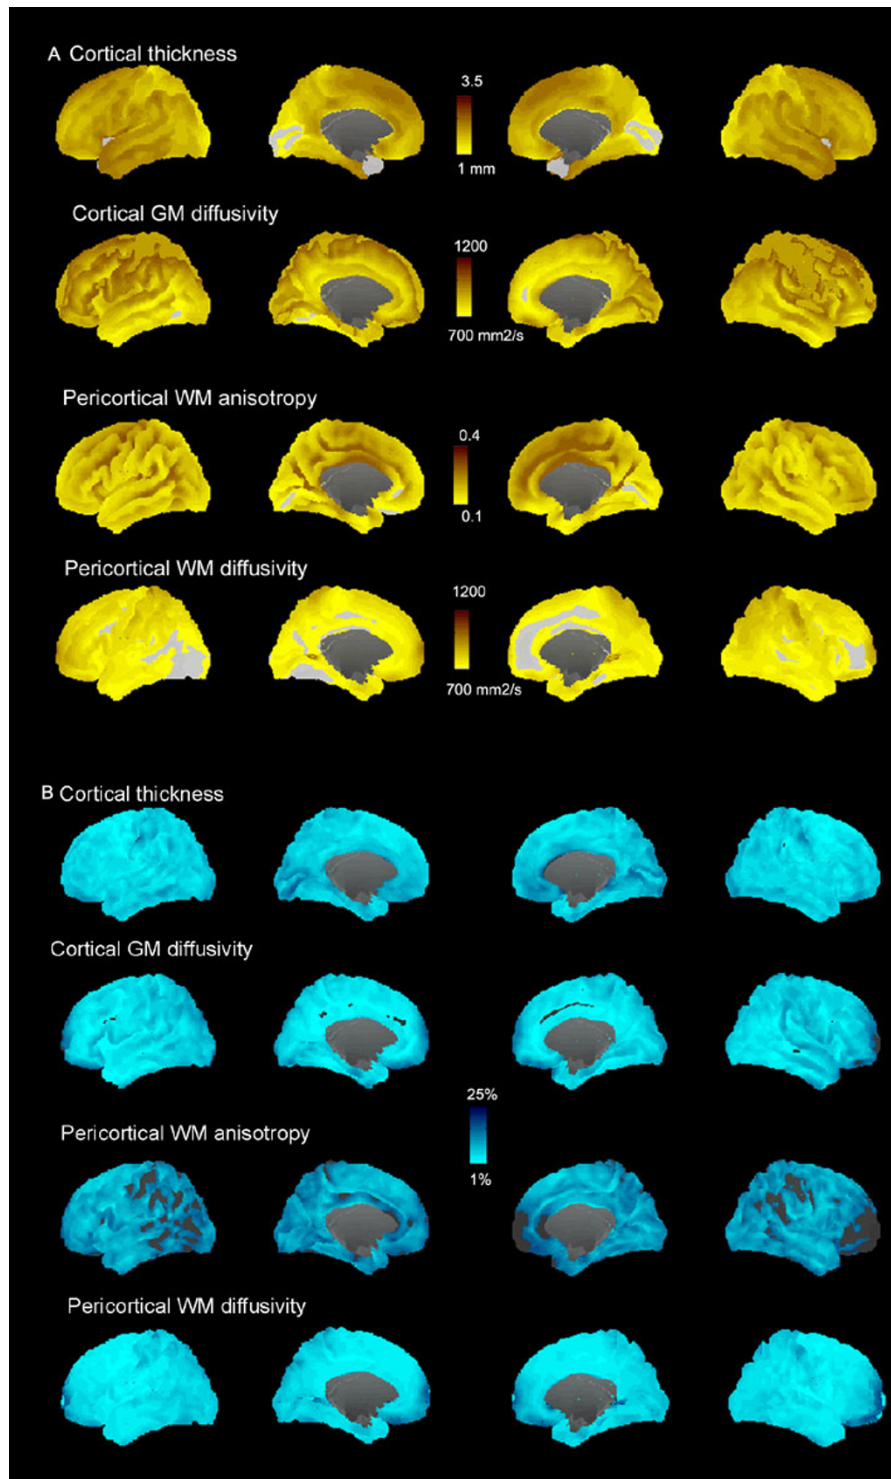 A Cortical thickness
3.5
1 mm
Cortical GM diffusivity
1200
700 mm2/s
Pericortical WM anisotropy
0.4
0.1
Pericortical WM diffusivity
1200
700 mm2/s
B Cortical thickness
Cortical GM diffusivity
25%
Pericortical WM anisotropy
1%
Pericortical WM diffusivity